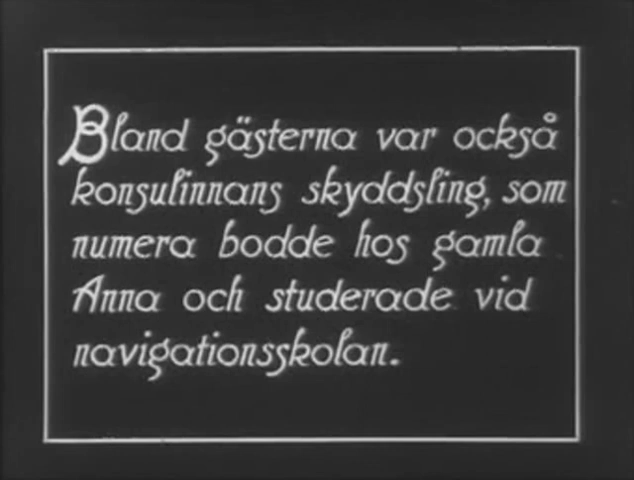 Bland gästerna var också
konsulinnans skyddsling, som
numera bodde hos gamla
Anna och studerade vid
navigationsskolan.